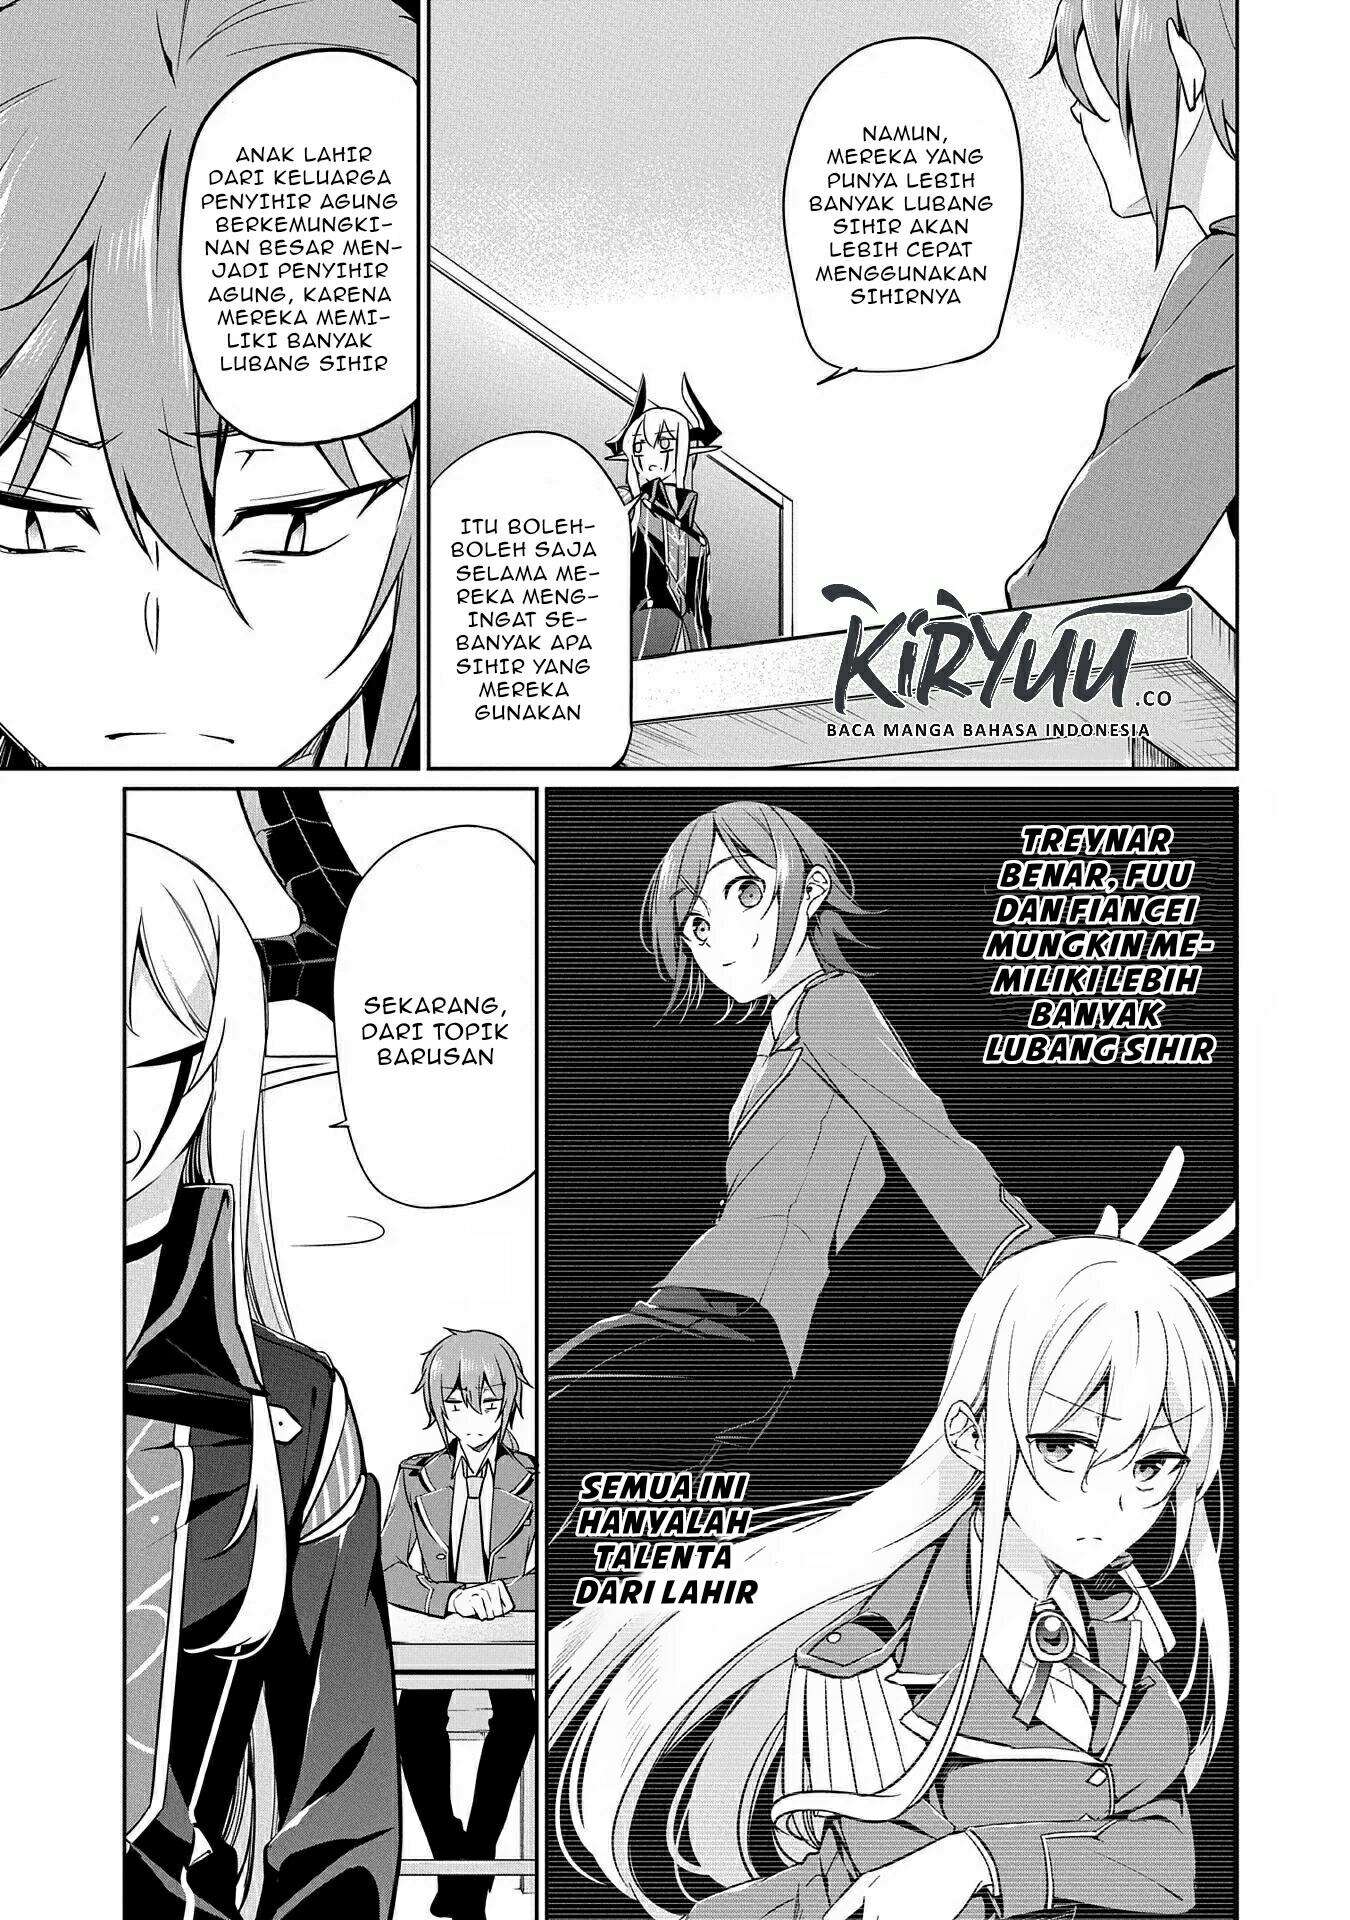 NAMUN,
MEREKA YANG
PUNYA LEBIH
BANYAK LUBANG
SIHIR AKAN
LEBIH CEPAT
MENGGUNAKAN
SIHIRNYA
ITU BOLEH-
BOLEH SAJA
SELAMA ME-
REKA MENG-
INGAT SE-
BANYAK APA
SIHIR YANG
MEREKA
GUNAKAN
KIRYUU.CO
BACA MANGA BAHASA INDONESIA
ANAK LAHIR
DARI KELUARGA
PENYIHIR AGUNG
BERKEMUNGKI-
NAN BESAR MEN-
JADI PENYIHIR
AGUNG, KARENA
MEREKA MEMI-
LIKI BANYAK
LUBANG SIHIR
TREYNAR
BENAR, FUU
DAN FIANCEI
MUNGKIN ME-
MILIKI LEBIH
BANYAK
LUBANG SIHIR
SEMUA INI
HANYALAH
TALENTA
DARI LAHIR
SEKARANG,
DARI TOPIK
BARUSAN